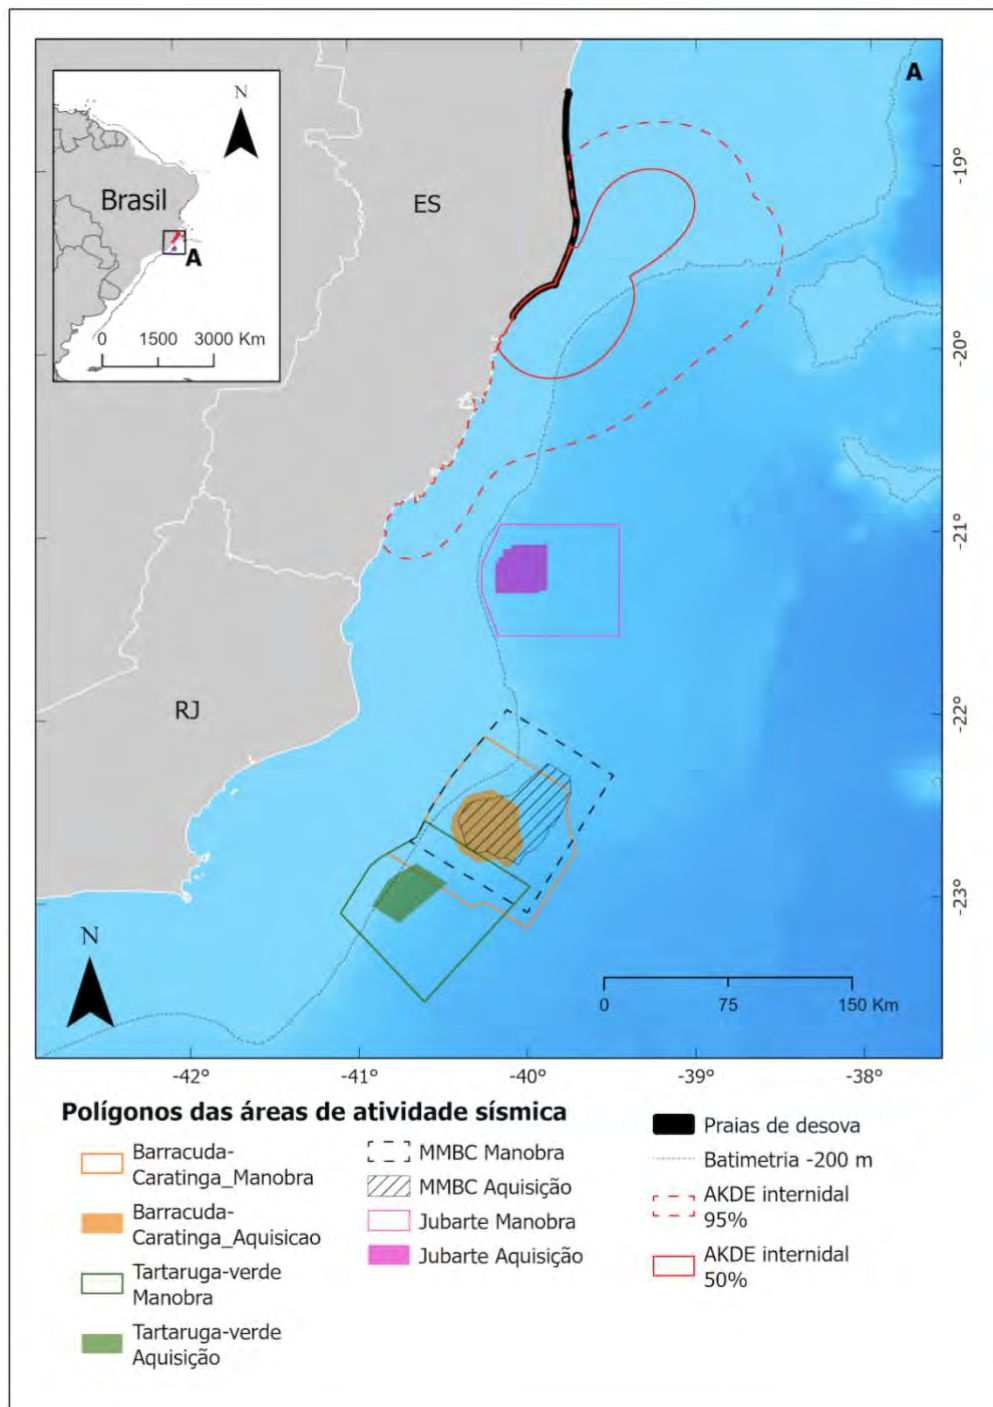 A
N
Brasil
A
0 1500 3000 Km
ES
RJ
-19°
-20°
-21°
-22°
-23°
N
0 75 150 Km
-42° -41° -40° -39° -38°
Polígonos das áreas de atividade sísmica
Barracuda-
Caratinga_Manobra
Barracuda-
Caratinga_Aquisicao
Tartaruga-verde
Manobra
Tartaruga-verde
Aquisição
MMBC Manobra
MMBC Aquisição
Jubarte Manobra
Jubarte Aquisição
Praias de desova
Batimetria -200 m
AKDE internidal
95%
AKDE internidal
50%